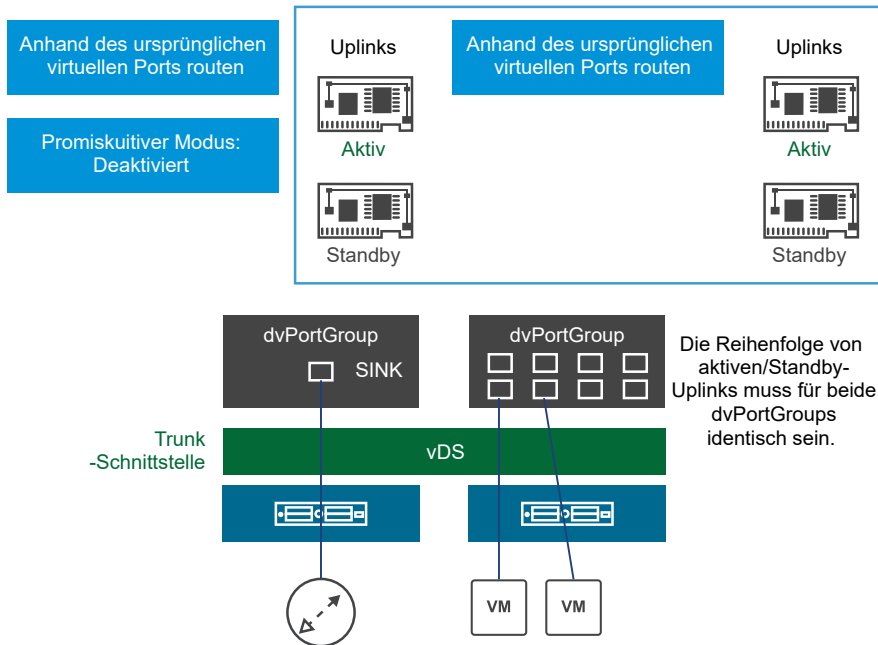 Anhand des ursprünglichen
virtuellen Ports routen
Promiskuitiver Modus:
Deaktiviert
Uplinks
Aktiv
Standby
Anhand des ursprünglichen
virtuellen Ports routen
Uplinks
Aktiv
Standby
dvPortGroup
SINK
dvPortGroup
Die Reihenfolge von
aktiven/Standby-
Uplinks muss für beide
dvPortGroups
identisch sein.
Trunk
-Schnittstelle
vDS
VM
VM